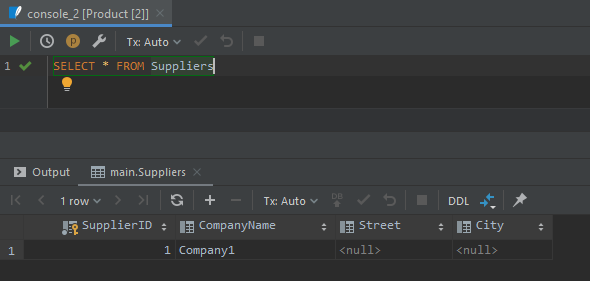 console_2 [Product [2]]
Tx: Auto
1 SELECT * FROM Suppliers
Output main.Suppliers
1 row Tx: Auto DB DDL
SupplierID CompanyName Street City
1 1 Company1 <null> <null>